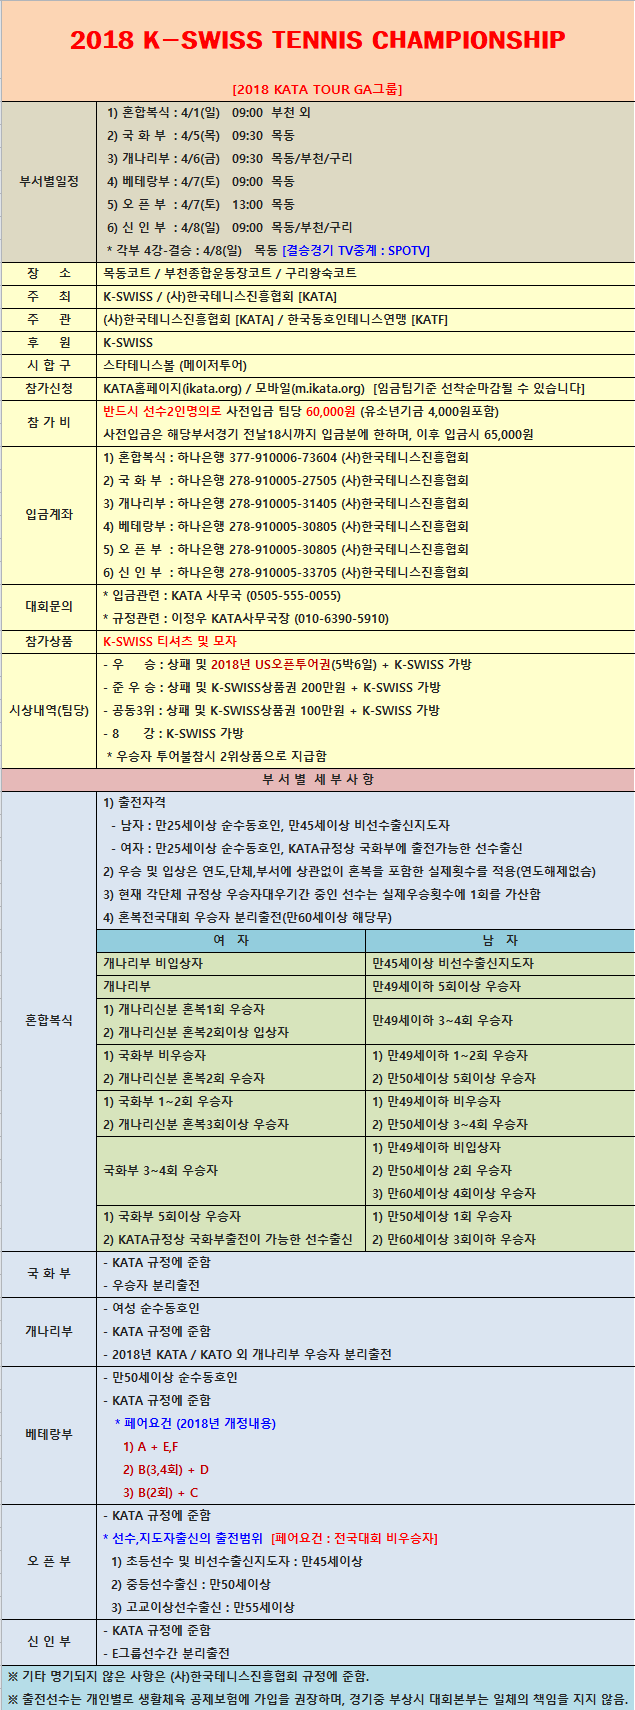 2018 K-SWISS TENNIS CHAMPIONSHIP
[2018 KATA TOUR GA그룹]
부서별일정
1) 혼합복식 : 4/1(일) 09:00 부천 외
2) 국 화 부 : 4/5(목) 09:30 목동
3) 개나리부 : 4/6(금) 09:30 목동/부천/구리
4) 베테랑부 : 4/7(토) 09:00 목동
5) 오 픈 부 : 4/7(토) 13:00 목동
6) 신 인 부 : 4/8(일) 09:00 목동/부천/구리
* 각부 4강-결승 : 4/8(일) 목동 [결승경기 TV중계 : SPOTV]
장 소 목동코트 / 부천종합운동장코트 / 구리왕숙코트
주 최 K-SWISS / (사)한국테니스진흥협회 [KATA]
주 관 (사)한국테니스진흥협회 [KATA] / 한국동호인테니스연맹 [KATF]
후 원 K-SWISS
시 합 구 스타테니스볼 (메이저투어)
참가신청 KATA홈페이지(ikata.org) / 모바일(m.ikata.org) [입금팀기준 선착순마감될 수 있습니다]
참 가 비
반드시 선수2인명의로 사전입금 팀당 60,000원 (유소년기금 4,000원포함)
사전입금은 해당부서경기 전날18시까지 입금분에 한하며, 이후 입금시 65,000원
입금계좌
1) 혼합복식 : 하나은행 377-910006-73604 (사)한국테니스진흥협회
2) 국 화 부 : 하나은행 278-910005-27505 (사)한국테니스진흥협회
3) 개나리부 : 하나은행 278-910005-31405 (사)한국테니스진흥협회
4) 베테랑부 : 하나은행 278-910005-30805 (사)한국테니스진흥협회
5) 오 픈 부 : 하나은행 278-910005-30805 (사)한국테니스진흥협회
6) 신 인 부 : 하나은행 278-910005-33705 (사)한국테니스진흥협회
대회문의
* 입금관련 : KATA 사무국 (0505-555-0055)
* 규정관련 : 이정우 KATA사무국장 (010-6390-5910)
참가상품 K-SWISS 티셔츠 및 모자
시상내역(팀당)
- 우 승 : 상패 및 2018년 US오픈투어권(5박6일) + K-SWISS 가방
- 준 우 승 : 상패 및 K-SWISS상품권 200만원 + K-SWISS 가방
- 공동3위 : 상패 및 K-SWISS상품권 100만원 + K-SWISS 가방
- 8 강 : K-SWISS 가방
* 우승자 투어불참시 2위상품으로 지급함
부 서 별 세 부 사 항
혼합복식
1) 출전자격
- 남자 : 만25세이상 순수동호인, 만45세이상 비선수출신지도자
- 여자 : 만25세이상 순수동호인, KATA규정상 국화부에 출전가능한 선수출신
2) 우승 및 입상은 연도,단체,부서에 상관없이 혼복을 포함한 실제횟수를 적용(연도해제없슴)
3) 현재 각단체 규정상 우승자대우기간 중인 선수는 실제우승횟수에 1회를 가산함
4) 혼복전국대회 우승자 분리출전(만60세이상 해당무)
여 자 남 자
개나리부 비입상자 만45세이상 비선수출신지도자
개나리부 만49세이하 5회이상 우승자
1) 개나리신분 혼복1회 우승자
2) 개나리신분 혼복2회이상 입상자
만49세이하 3~4회 우승자
1) 국화부 비우승자 1) 만49세이하 1~2회 우승자
2) 개나리신분 혼복2회 우승자 2) 만50세이상 5회이상 우승자
1) 국화부 1~2회 우승자 1) 만49세이하 비우승자
2) 개나리신분 혼복3회이상 우승자 2) 만50세이상 3~4회 우승자
국화부 3~4회 우승자
1) 만49세이하 비입상자
2) 만50세이상 2회 우승자
3) 만60세이상 4회이상 우승자
1) 국화부 5회이상 우승자 1) 만50세이상 1회 우승자
2) KATA규정상 국화부출전이 가능한 선수출신 2) 만60세이상 3회이하 우승자
국 화 부
- KATA 규정에 준함
- 우승자 분리출전
개나리부
- 여성 순수동호인
- KATA 규정에 준함
- 2018년 KATA / KATO 외 개나리부 우승자 분리출전
베테랑부
- 만50세이상 순수동호인
- KATA 규정에 준함
* 페어요건 (2018년 개정내용)
1) A + E,F
2) B(3,4회) + D
3) B(2회) + C
오 픈 부
- KATA 규정에 준함
* 선수,지도자출신의 출전범위 [페어요건 : 전국대회 비우승자]
1) 초등선수 및 비선수출신지도자 : 만45세이상
2) 중등선수출신 : 만50세이상
3) 고교이상선수출신 : 만55세이상
신 인 부
- KATA 규정에 준함
- E그룹선수간 분리출전
※ 기타 명기되지 않은 사항은 (사)한국테니스진흥협회 규정에 준함.
※ 출전선수는 개인별로 생활체육 공제보험에 가입을 권장하며, 경기중 부상시 대회본부는 일체의 책임을 지지 않음.